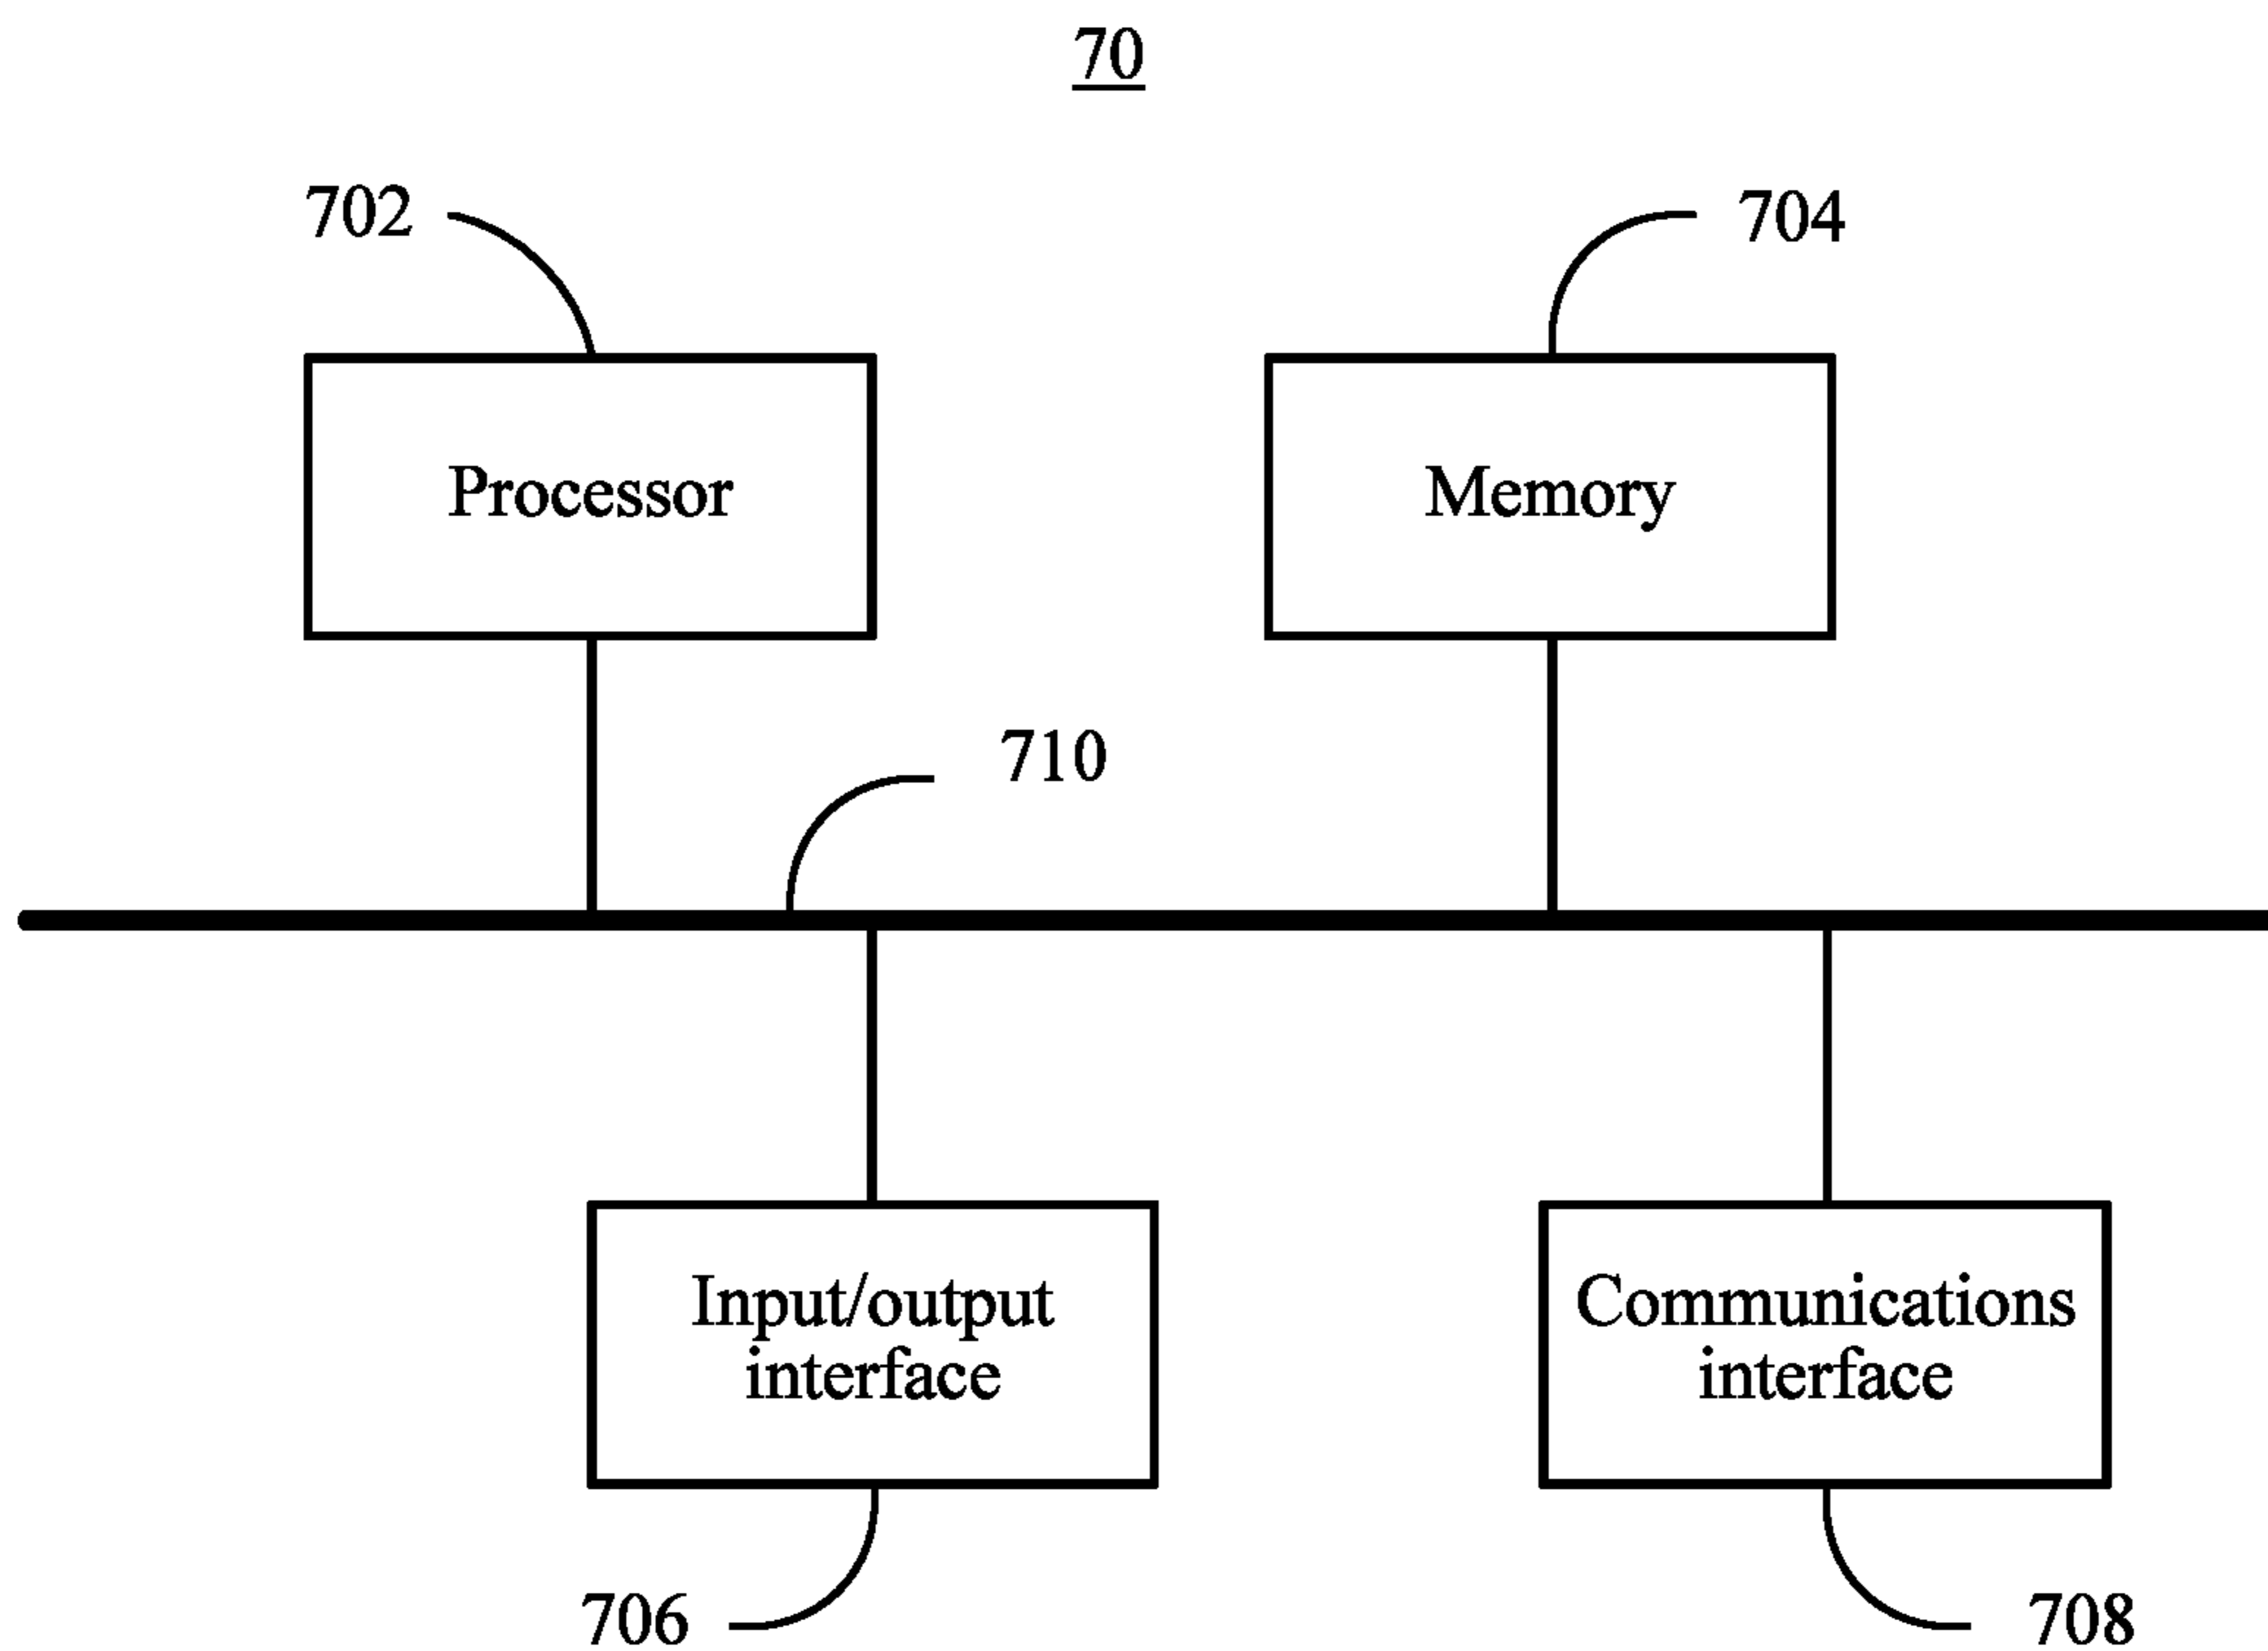 70
702
704
Processor
Memory
710
Input/output
interface
Communications
interface
706
708